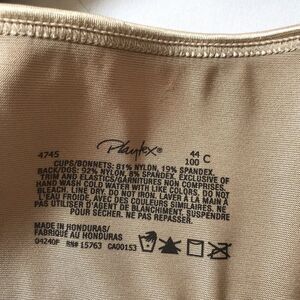 Playtex®
4745 44 C
100
CUPS/BONNETS: 81% NYLON, 19% SPANDEX.
BACK/DOS: 92% NYLON, 8% SPANDEX. EXCLUSIVE OF
TRIM AND ELASTICS/GARNITURES NON COMPRISES.
HAND WASH COLD WATER WITH LIKE COLORS. DO NOT
BLEACH. LINE DRY. DO NOT IRON. LAVER À LA MAIN À
L'EAU FROIDE, AVEC DES COULEURS SIMILAIRES. NE
PAS UTILISER D'AGENT DE BLANCHIMENT. SUSPENDRE
POUR SÉCHER. NE PAS REPASSER.
MADE IN HONDURAS/
FABRIQUÉ AU HONDURAS
04240F RN# 15763 CA00153